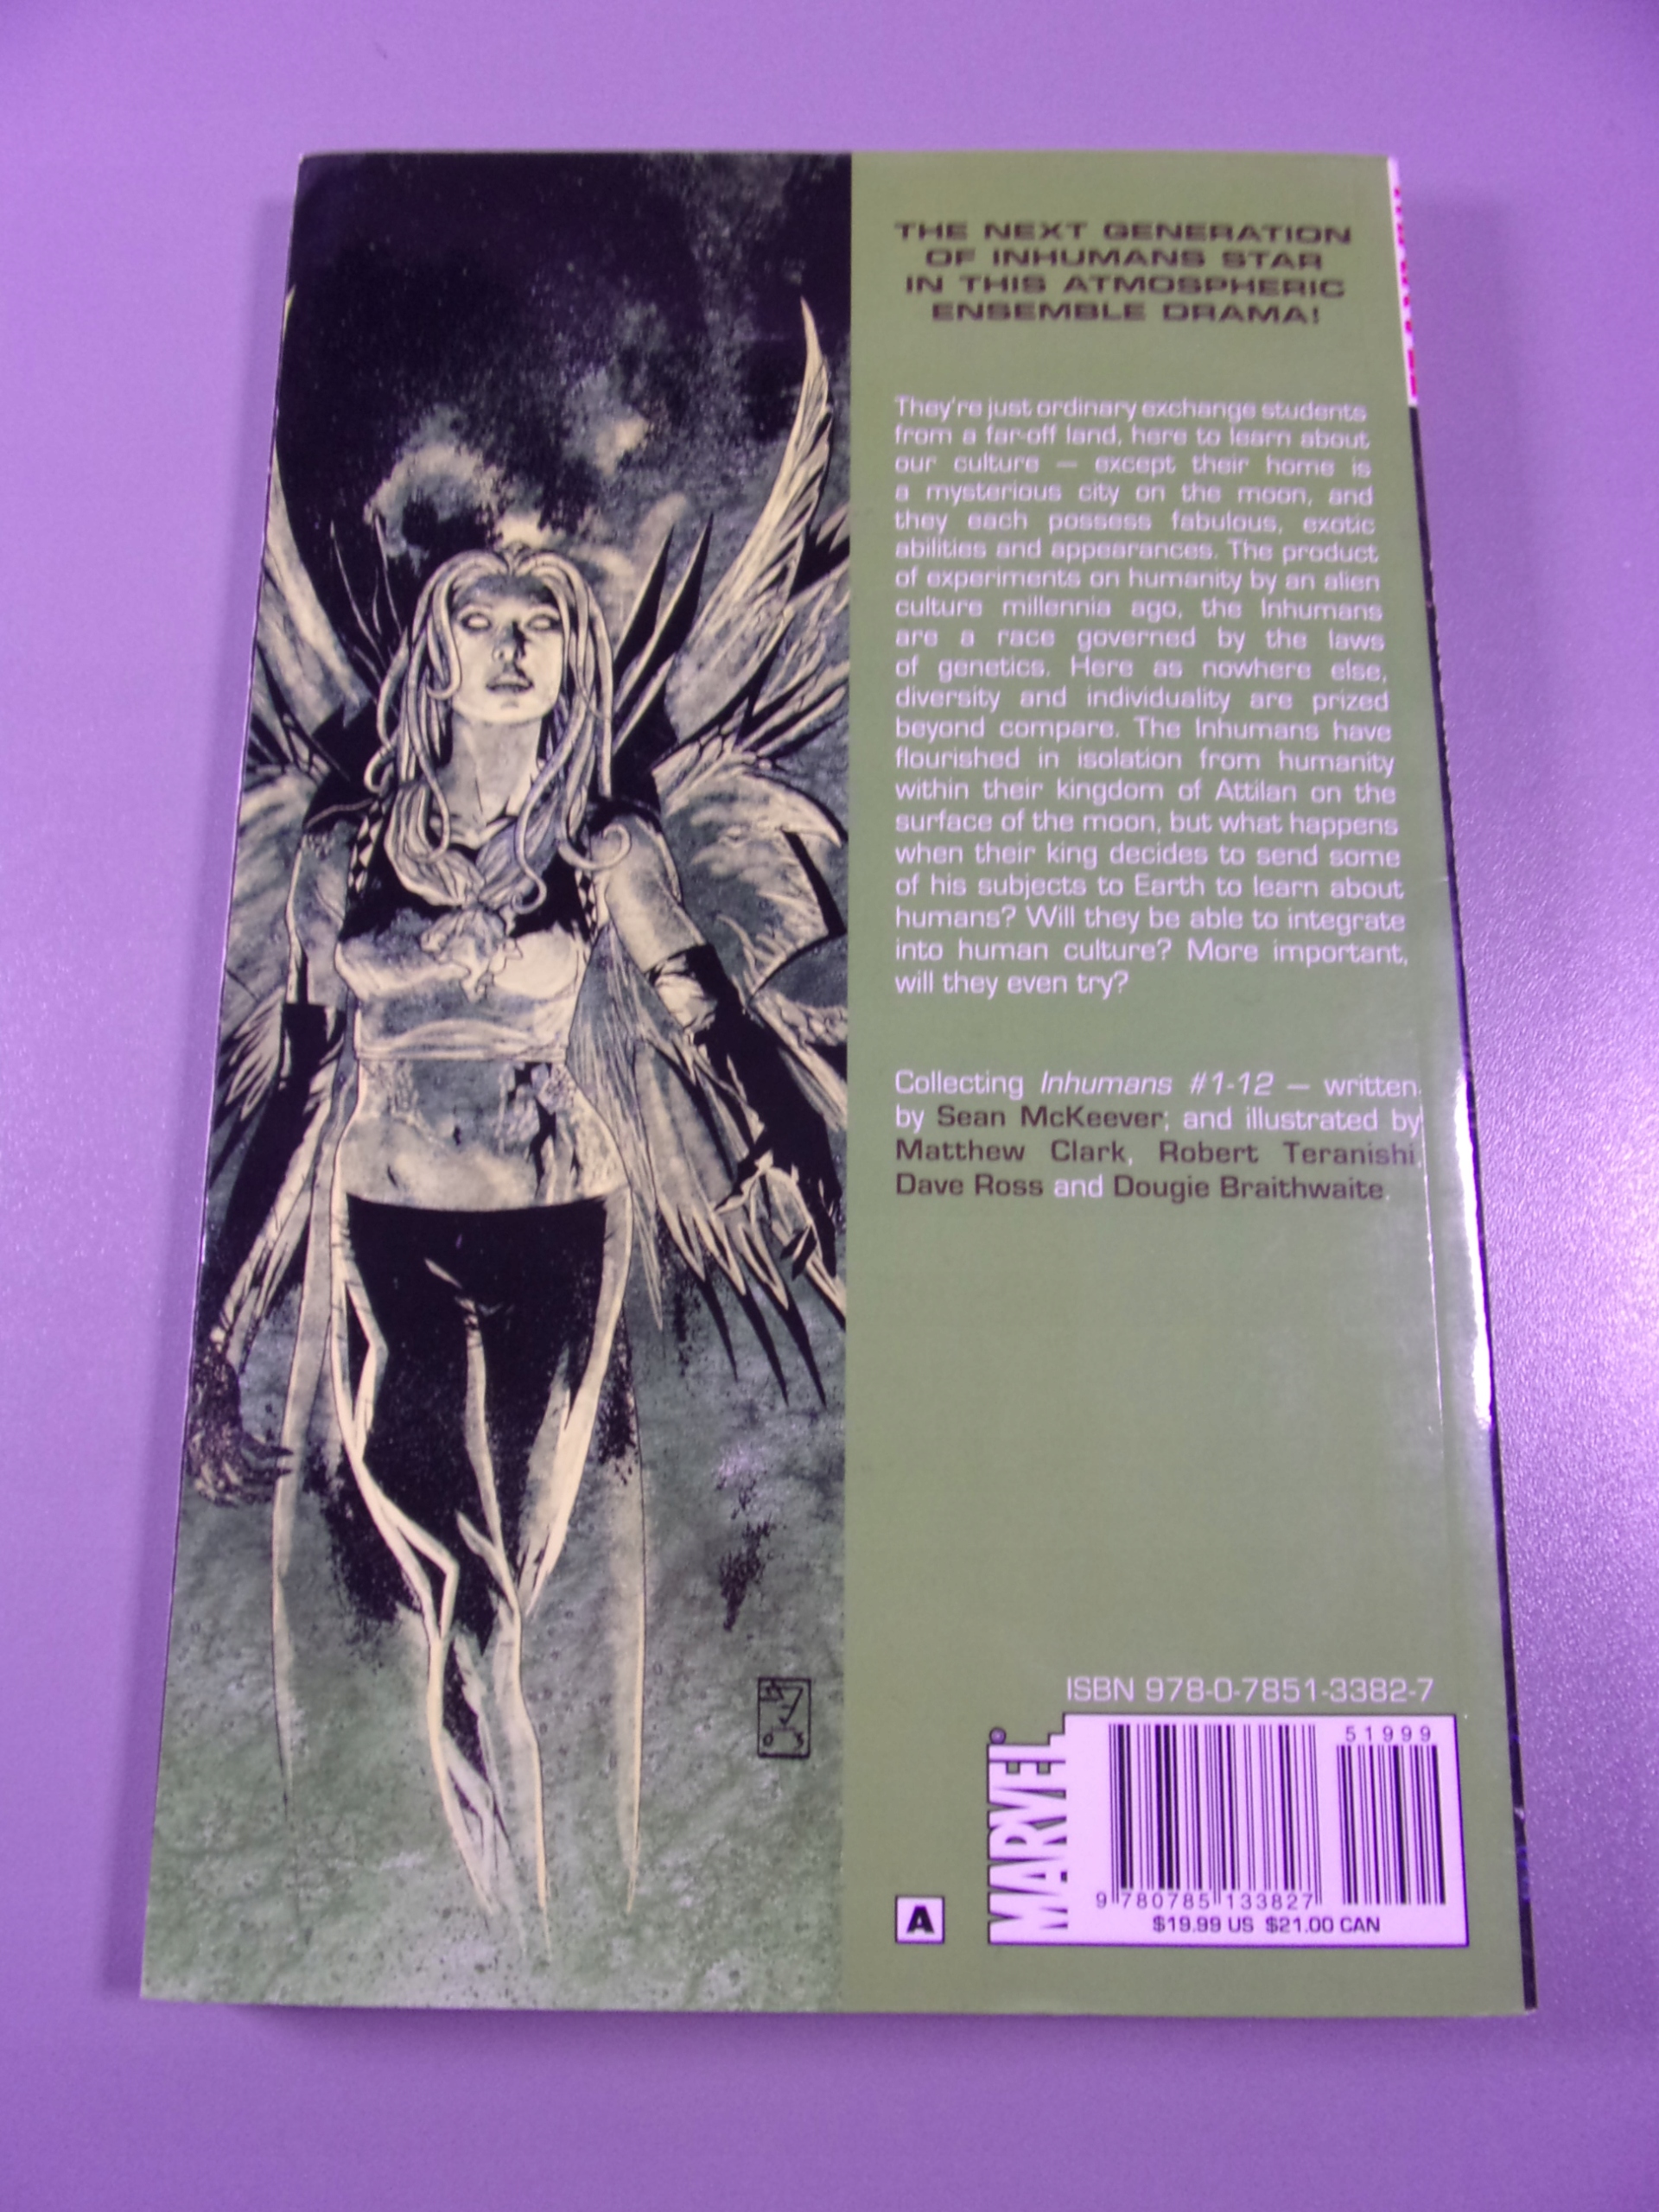 THE NEXT GENERATION
OF INHUMANS STAR
IN THIS ATMOSPHERIC
ENSEMBLE DRAMA!
They're just ordinary exchange students
from a far-off land, here to learn about
our culture — except their home is
a mysterious city on the moon, and
they each possess fabulous, exotic
abilities and appearances. The product
of experiments on humanity by an alien
culture millennia ago, the Inhumans
are a race governed by the laws
of genetics. Here as nowhere else,
diversity and individuality are prized
beyond compare. The Inhumans have
flourished in isolation from humanity
within their kingdom of Attilan on the
surface of the moon, but what happens
when their king decides to send some
of his subjects to Earth to learn about
humans? Will they be able to integrate
into human culture? More important,
will they even try?
Collecting Inhumans #1-12 — written
by Sean McKeever; and illustrated by
Matthew Clark, Robert Teranishi,
Dave Ross and Dougie Braithwaite.
ISBN 978-0-7851-3382-7
51999
9 780785 133827
$19.99 US $21.00 CAN
MARVEL®
A